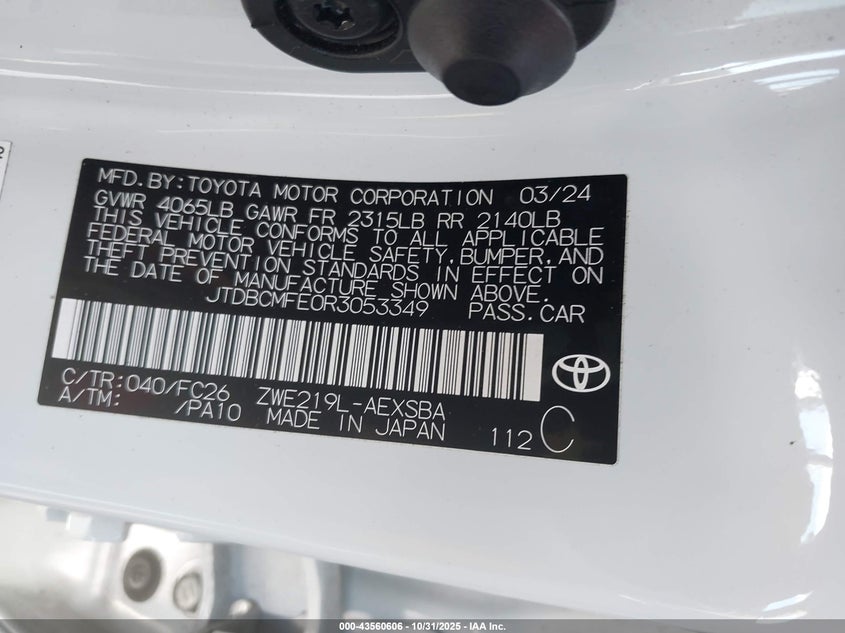 MFD. BY: TOYOTA MOTOR CORPORATION 03/24
GVWR 4065LB GAWR FR 2315LB RR 2140LB
THIS VEHICLE CONFORMS TO ALL APPLICABLE
FEDERAL MOTOR VEHICLE SAFETY, BUMPER, AND
THEFT PREVENTION STANDARDS IN EFFECT ON
THE DATE OF MANUFACTURE SHOWN ABOVE.
JTDBCMFE0R3053349 PASS. CAR
C/TR: 040/FC26 ZWE219L-AEXSBA
A/TM: /PA10 MADE IN JAPAN 112 C
000-43560606 - 10/31/2025 - IAA Inc.